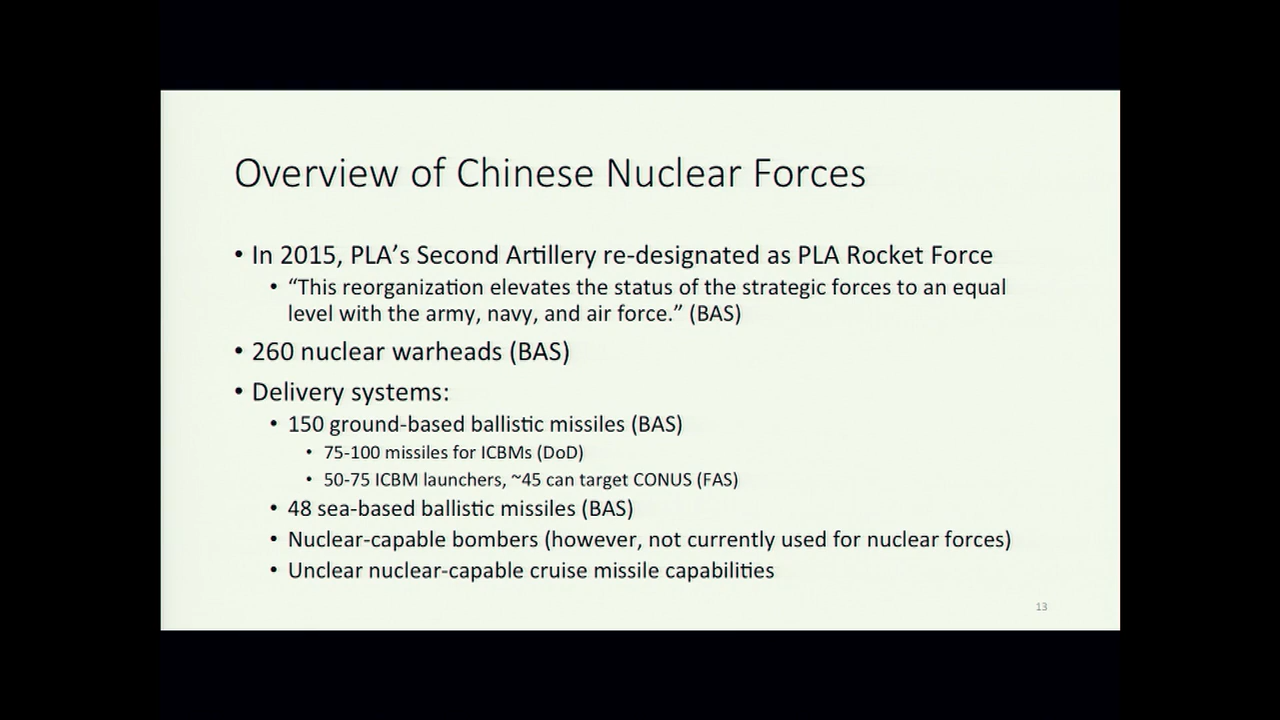 Overview of Chinese Nuclear Forces
• In 2015, PLA’s Second Artillery re-designated as PLA Rocket Force
• “This reorganization elevates the status of the strategic forces to an equal
level with the army, navy, and air force.” (BAS)
• 260 nuclear warheads (BAS)
• Delivery systems:
• 150 ground-based ballistic missiles (BAS)
• 75-100 missiles for ICBMs (DoD)
• 50-75 ICBM launchers, ~45 can target CONUS (FAS)
• 48 sea-based ballistic missiles (BAS)
• Nuclear-capable bombers (however, not currently used for nuclear forces)
• Unclear nuclear-capable cruise missile capabilities
13